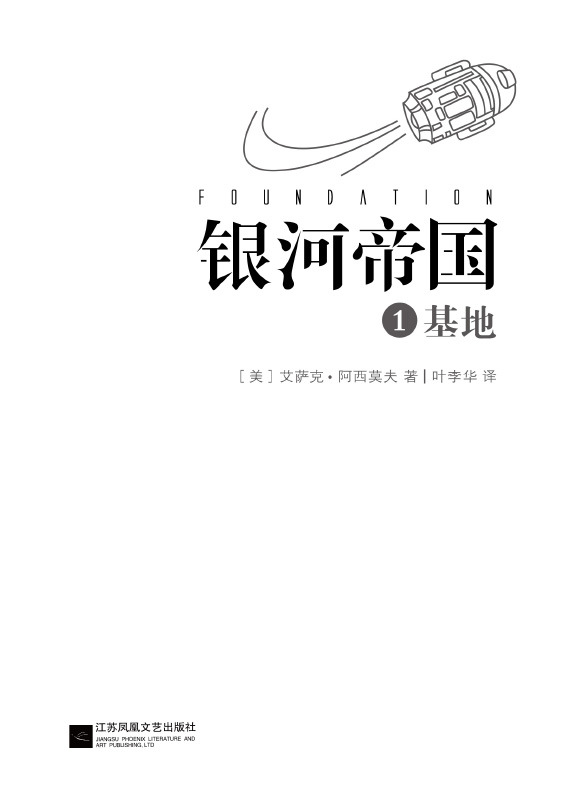 FOUNDATION
银河帝国
1基地
［美］艾萨克·阿西莫夫 著|叶李华 译
江苏凤凰文艺出版社
JIANGSU PHOENIX LITERATURE AND
ART PUBLISHING,LTD